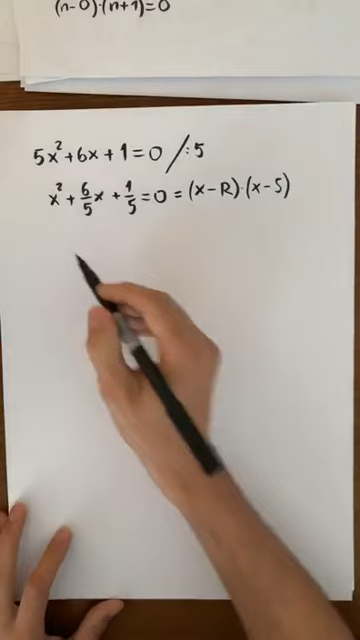 (n-0)·(n+1)=0
5x²+6x+1=0 /:5
x²+6/5x+1/5=0=(x-R)·(x-S)